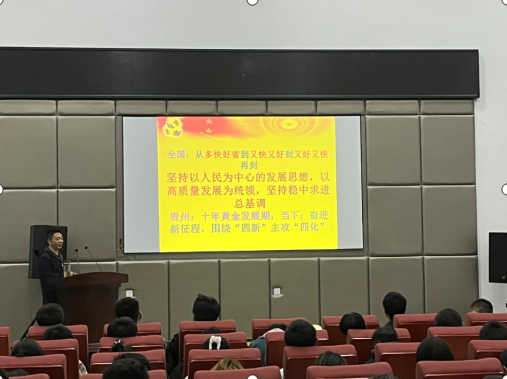 全国：从多快好省到又快又好到又好又快
再到
坚持以人民为中心的发展思想，以
高质量发展为统领，坚持稳中求进
总基调
贵州：十年黄金发展期；当下：奋进
新征程，围绕“四新”主攻“四化”